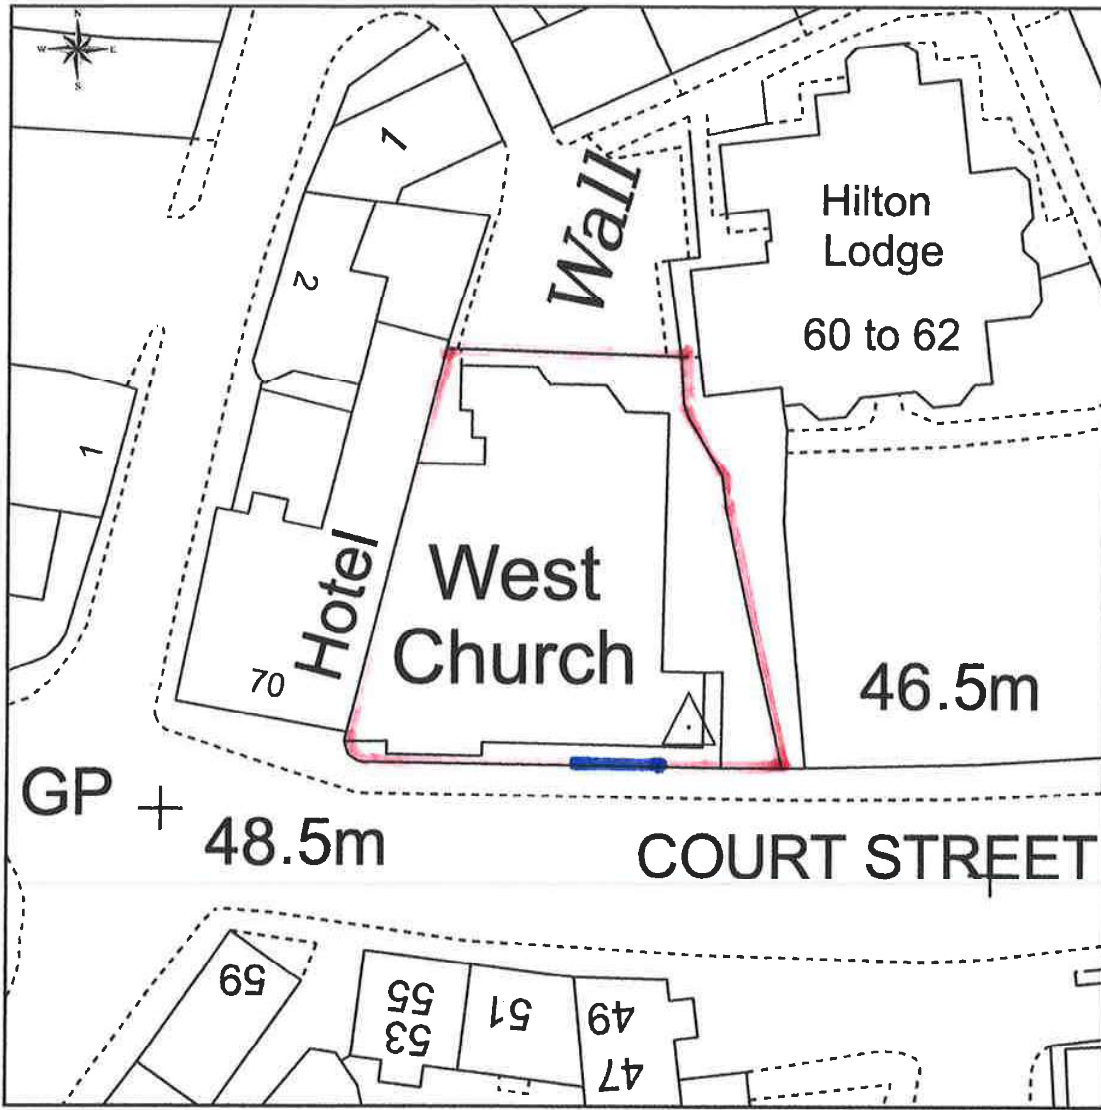 N
W E
S
1
Wall
Hilton
Lodge
2
60 to 62
1
Hotel
West
Church
70
46.5m
GP
48.5m
COURT STREET
59
55
53
51
49
47